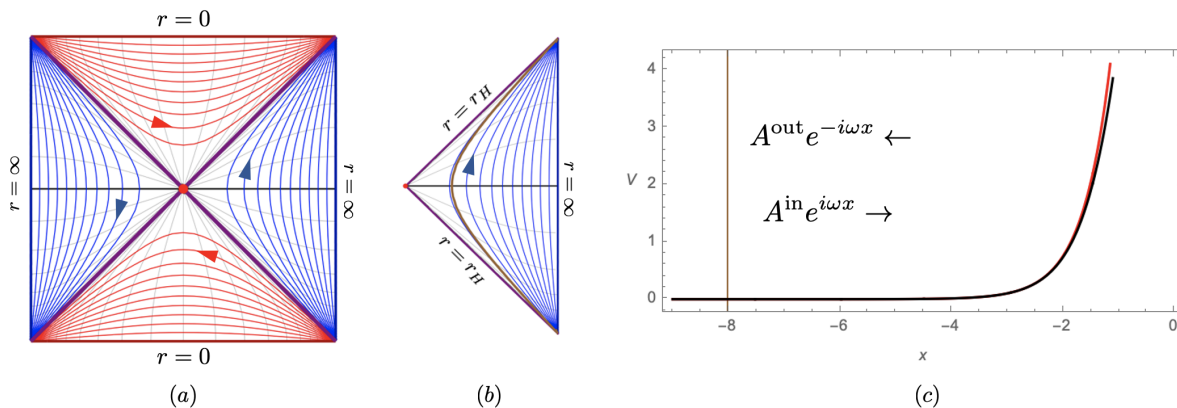 r = 0
r = ∞
r = ∞
r = 0
(a)
r = r_H
r = r_H
r = ∞
(b)
4
3
2
1
0
V
A^out e^{-iωx} ←
A^in e^{iωx} →
-8
-6
-4
-2
0
x
(c)